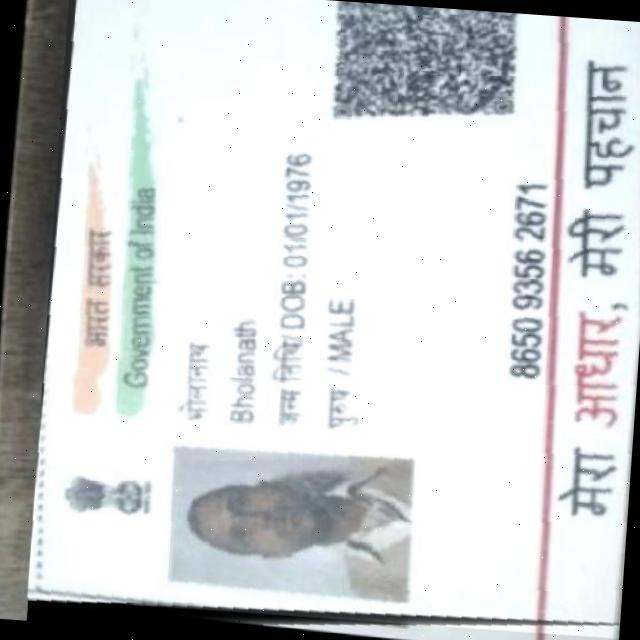 भारत सरकार
Government of India
भोलानाथ
Bholanath
जन्म तिथि/ DOB: 01/01/1976
पुरुष / MALE
8650 9356 2671
मेरा आधार, मेरी पहचान